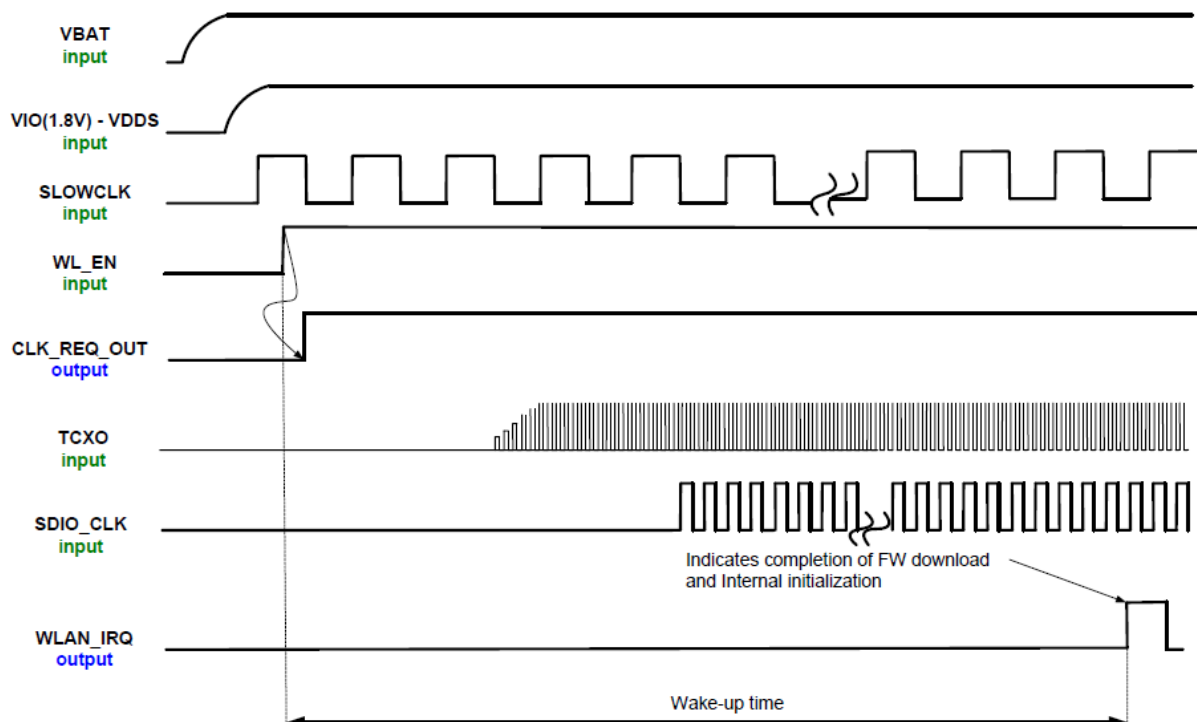 VBAT
input
VIO(1.8V) - VDDS
input
SLOWCLK
input
WL_EN
input
CLK_REQ_OUT
output
TCXO
input
SDIO_CLK
input
Indicates completion of FW download
and Internal initialization
WLAN_IRQ
output
Wake-up time